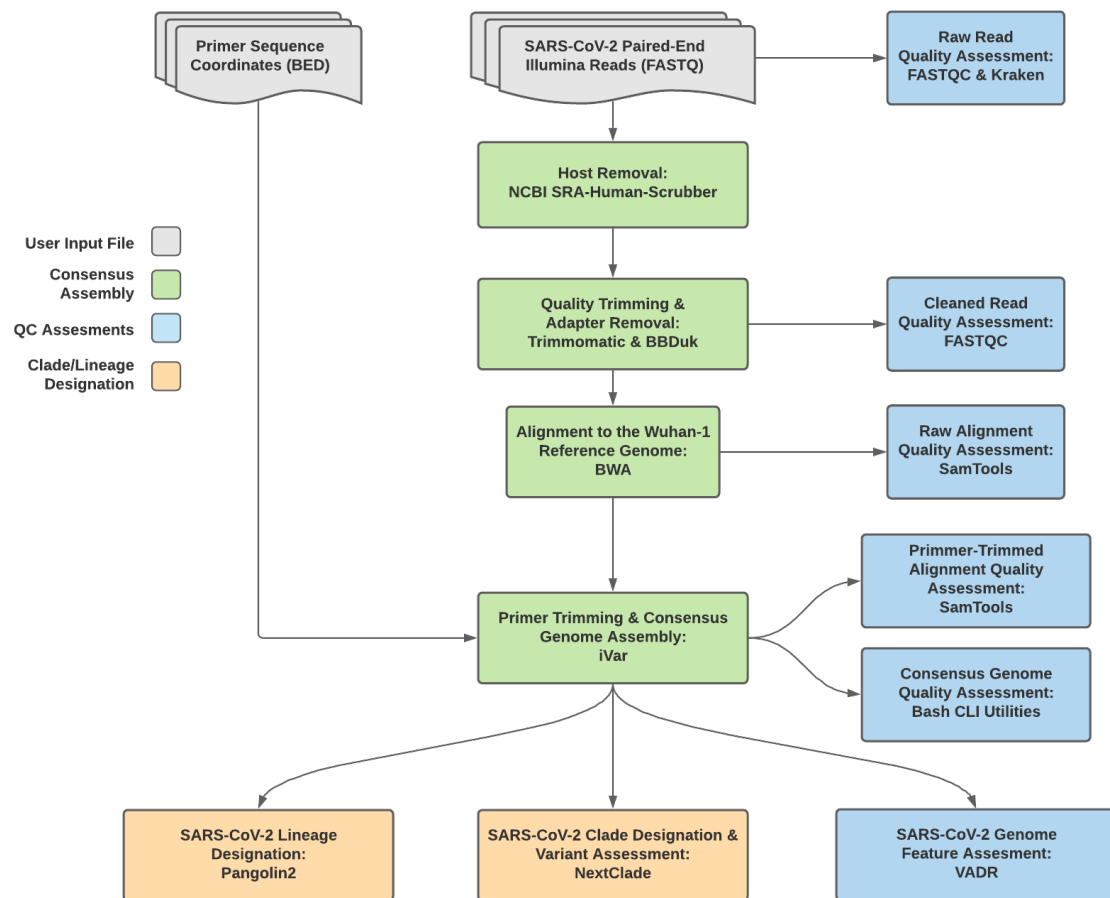 Primer Sequence
Coordinates (BED)
SARS-CoV-2 Paired-End
Illumina Reads (FASTQ)
Raw Read
Quality Assessment:
FASTQC & Kraken
Host Removal:
NCBI SRA-Human-Scrubber
User Input File
Consensus
Assembly
QC Assesments
Clade/Lineage
Designation
Quality Trimming &
Adapter Removal:
Trimmomatic & BBDuk
Cleaned Read
Quality Assessment:
FASTQC
Alignment to the Wuhan-1
Reference Genome:
BWA
Raw Alignment
Quality Assessment:
SamTools
Primmer-Trimmed
Alignment Quality
Assessment:
SamTools
Primer Trimming & Consensus
Genome Assembly:
iVar
Consensus Genome
Quality Assessment:
Bash CLI Utilities
SARS-CoV-2 Lineage
Designation:
Pangolin2
SARS-CoV-2 Clade Designation &
Variant Assessment:
NextClade
SARS-CoV-2 Genome
Feature Assesment:
VADR